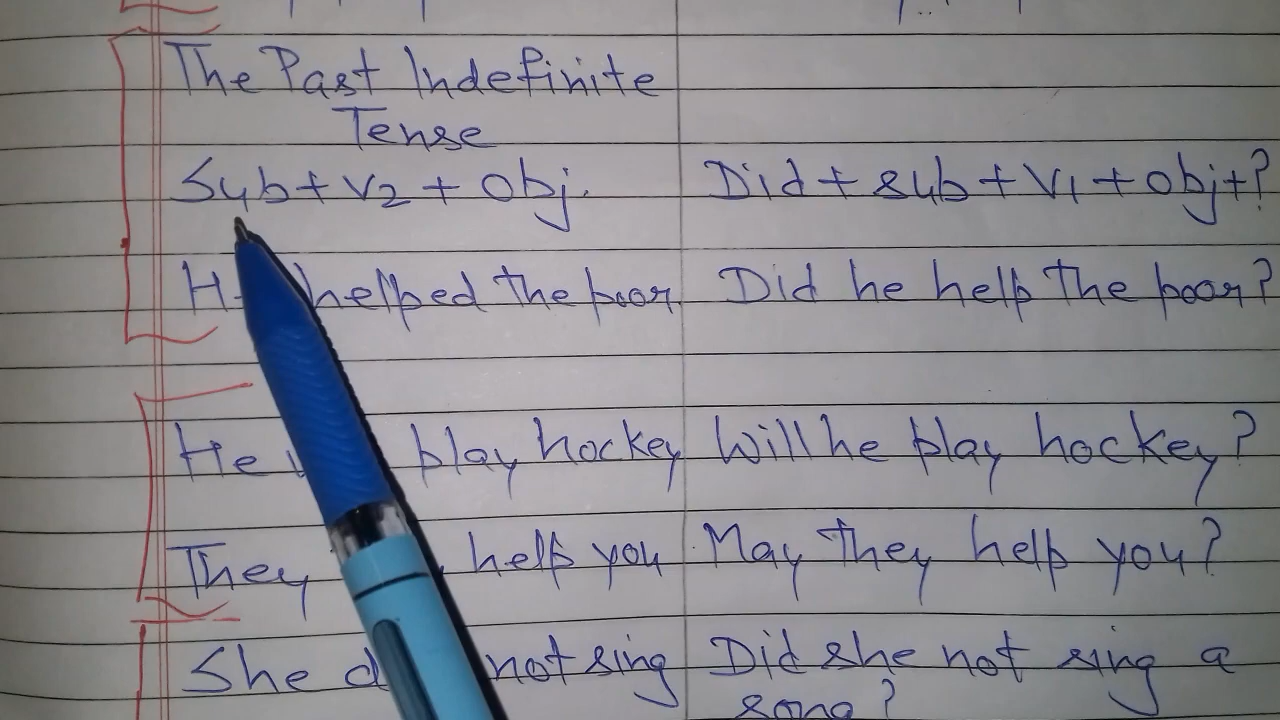 The Past Indefinite
Tense
Sub + V2 + Obj. Did + sub + V1 + obj + ?
helped the poor. Did he help the poor?
He play hockey Will he play hockey?
They help you. May they help you?
She not sing Did she not sing a
song?